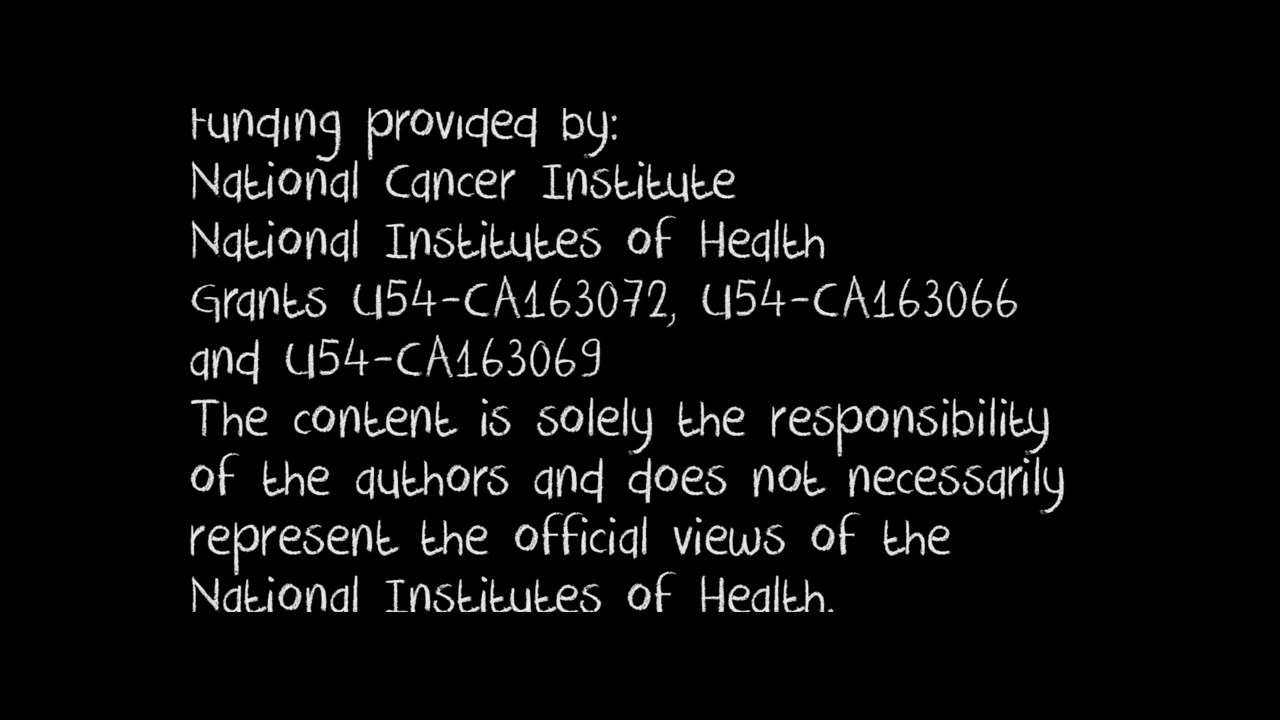 Funding provided by:
National Cancer Institute
National Institutes of Health
Grants U54-CA163072, U54-CA163066
and U54-CA163069
The content is solely the responsibility
of the authors and does not necessarily
represent the official views of the
National Institutes of Health.